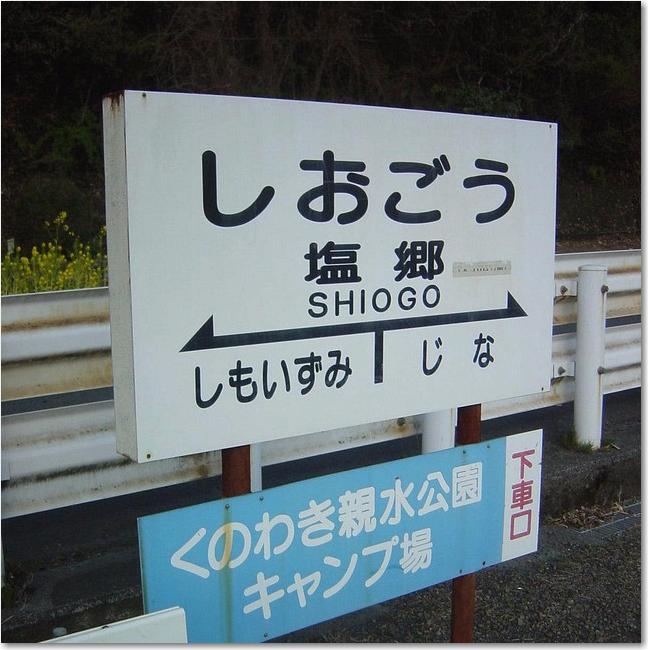 しおごう
塩郷
SHIOGO
しもいずみ じな
くのわき親水公園
キャンプ場
下車口